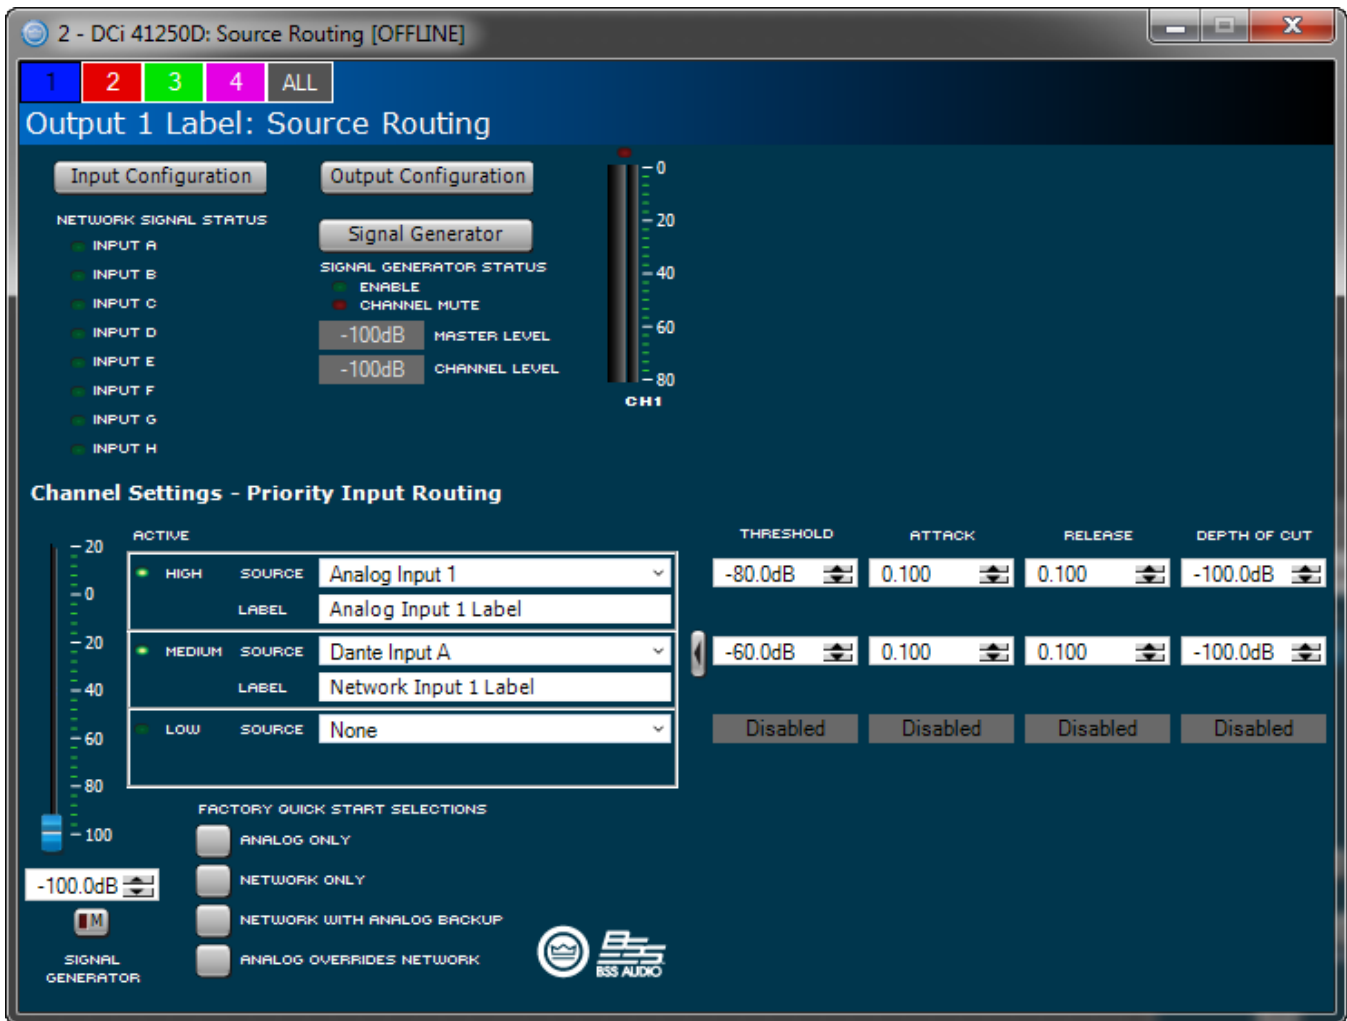 2 - DCi 41250D: Source Routing [OFFLINE]
1 2 3 4 ALL
Output 1 Label: Source Routing
Input Configuration
Output Configuration
NETWORK SIGNAL STATUS
INPUT A
INPUT B
INPUT C
INPUT D
INPUT E
INPUT F
INPUT G
INPUT H
Signal Generator
SIGNAL GENERATOR STATUS
ENABLE
CHANNEL MUTE
-100dB MASTER LEVEL
-100dB CHANNEL LEVEL
0
20
40
60
80
CH1
Channel Settings - Priority Input Routing
20
0
20
40
60
80
100
-100.0dB
M
SIGNAL
GENERATOR
ACTIVE
THRESHOLD ATTACK RELEASE DEPTH OF CUT
HIGH SOURCE Analog Input 1 -80.0dB 0.100 0.100 -100.0dB
LABEL Analog Input 1 Label
MEDIUM SOURCE Dante Input A -60.0dB 0.100 0.100 -100.0dB
LABEL Network Input 1 Label
LOW SOURCE None Disabled Disabled Disabled Disabled
FACTORY QUICK START SELECTIONS
ANALOG ONLY
NETWORK ONLY
NETWORK WITH ANALOG BACKUP
ANALOG OVERRIDES NETWORK
BSS
BSS AUDIO